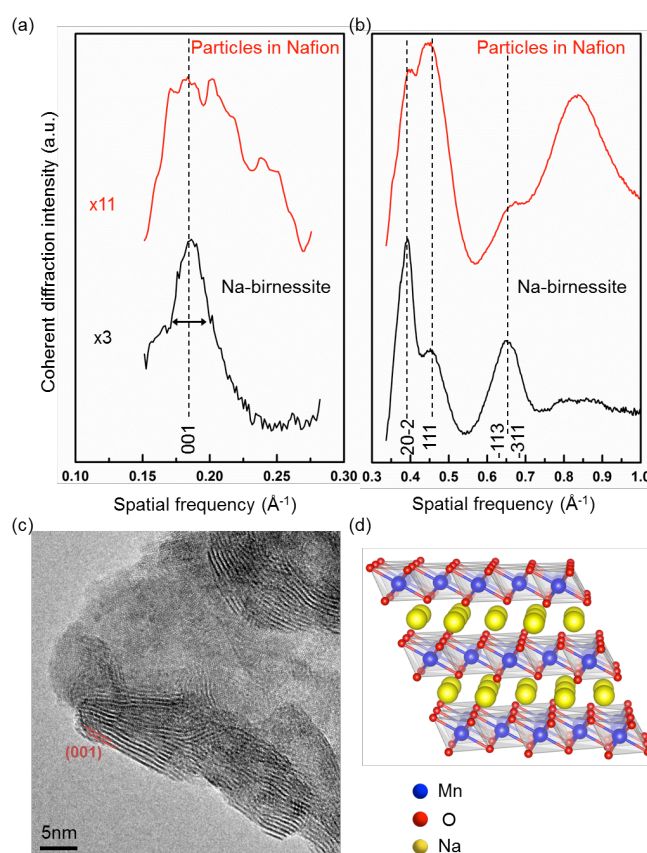 (a)
(b)
Particles in Nafion
Particles in Nafion
x11
Na-birnessite
Na-birnessite
x3
Coherent diffraction intensity (a.u.)
001
20-2
111
113
311
0.10
0.15
0.20
0.25
0.30
0.3
0.4
0.5
0.6
0.7
0.8
0.9
1.0
Spatial frequency (Å-1)
Spatial frequency (Å-1)
(c)
(d)
(001)
5nm
Mn
O
Na